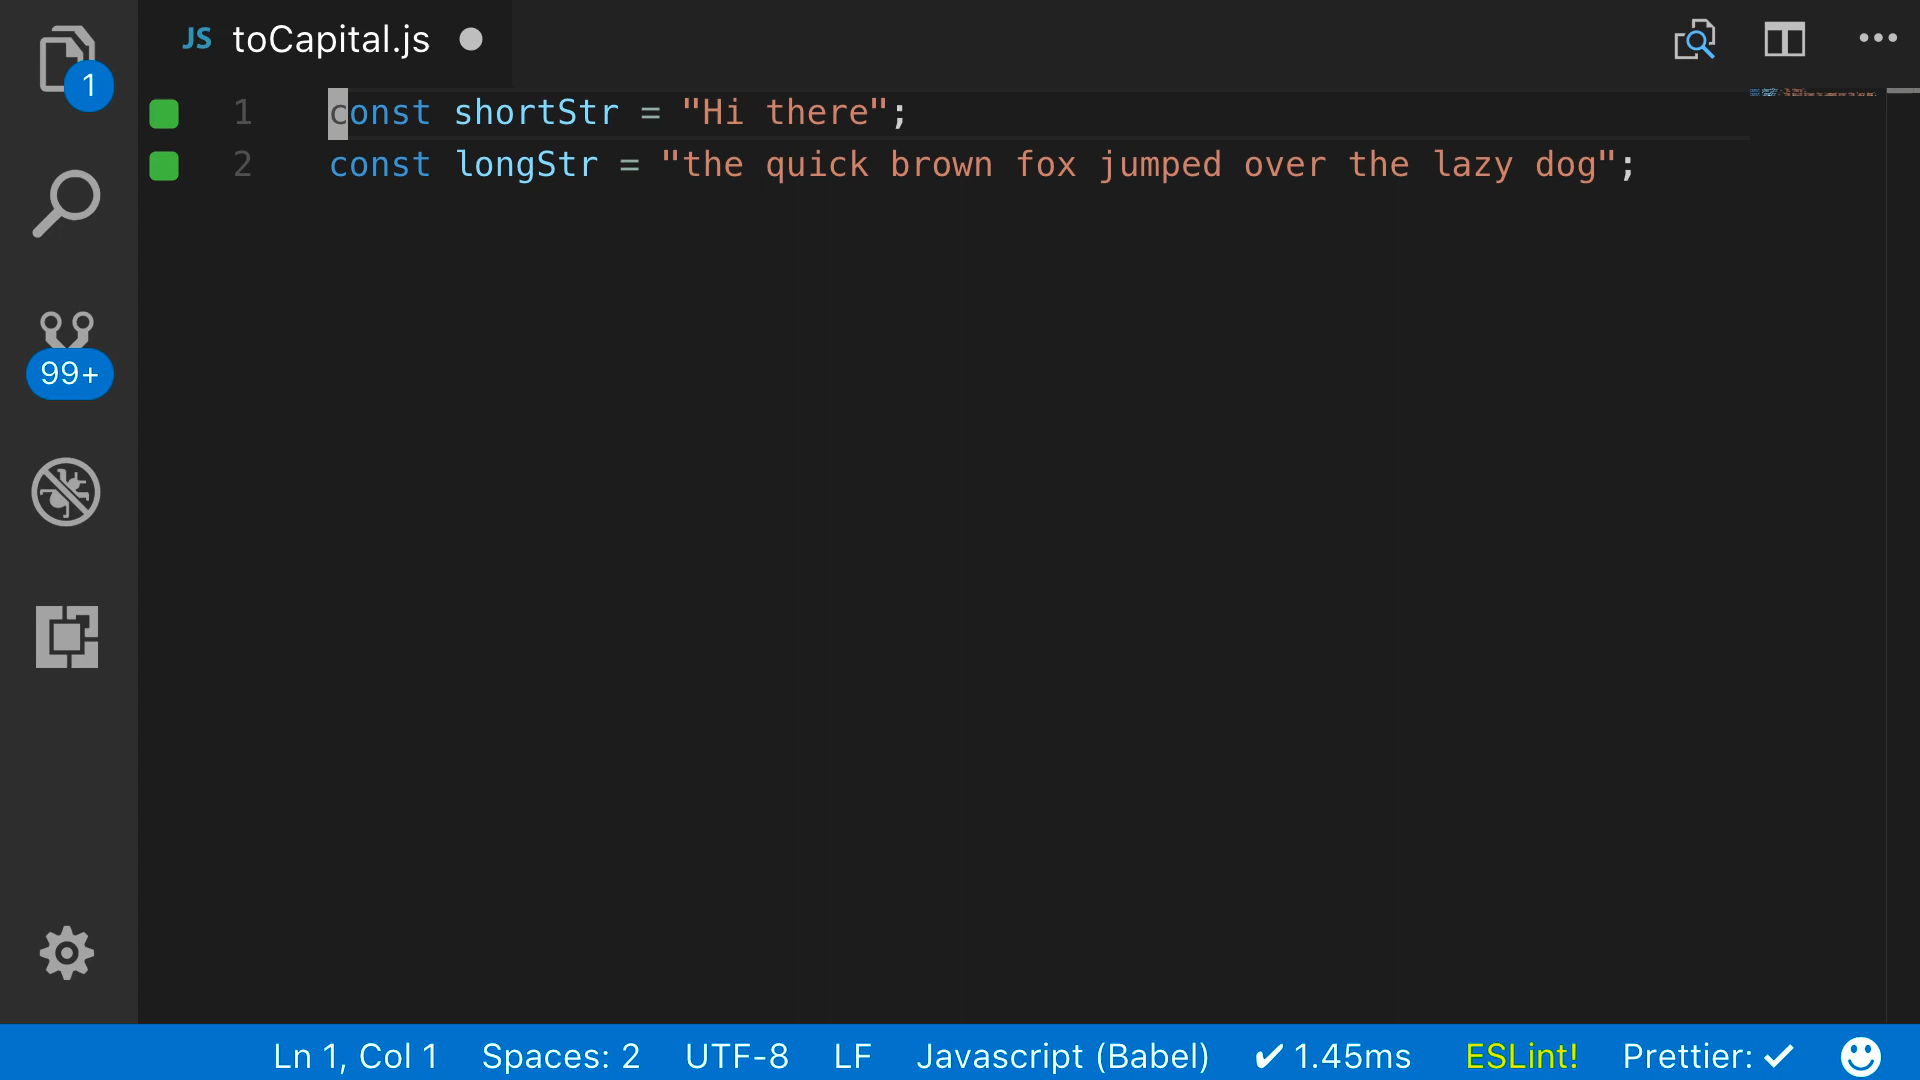 JS toCapital.js
1
1 const shortStr = "Hi there";
2 const longStr = "the quick brown fox jumped over the lazy dog";
99+
Ln 1, Col 1 Spaces: 2 UTF-8 LF Javascript (Babel) ✔ 1.45ms ESLint! Prettier: ✓